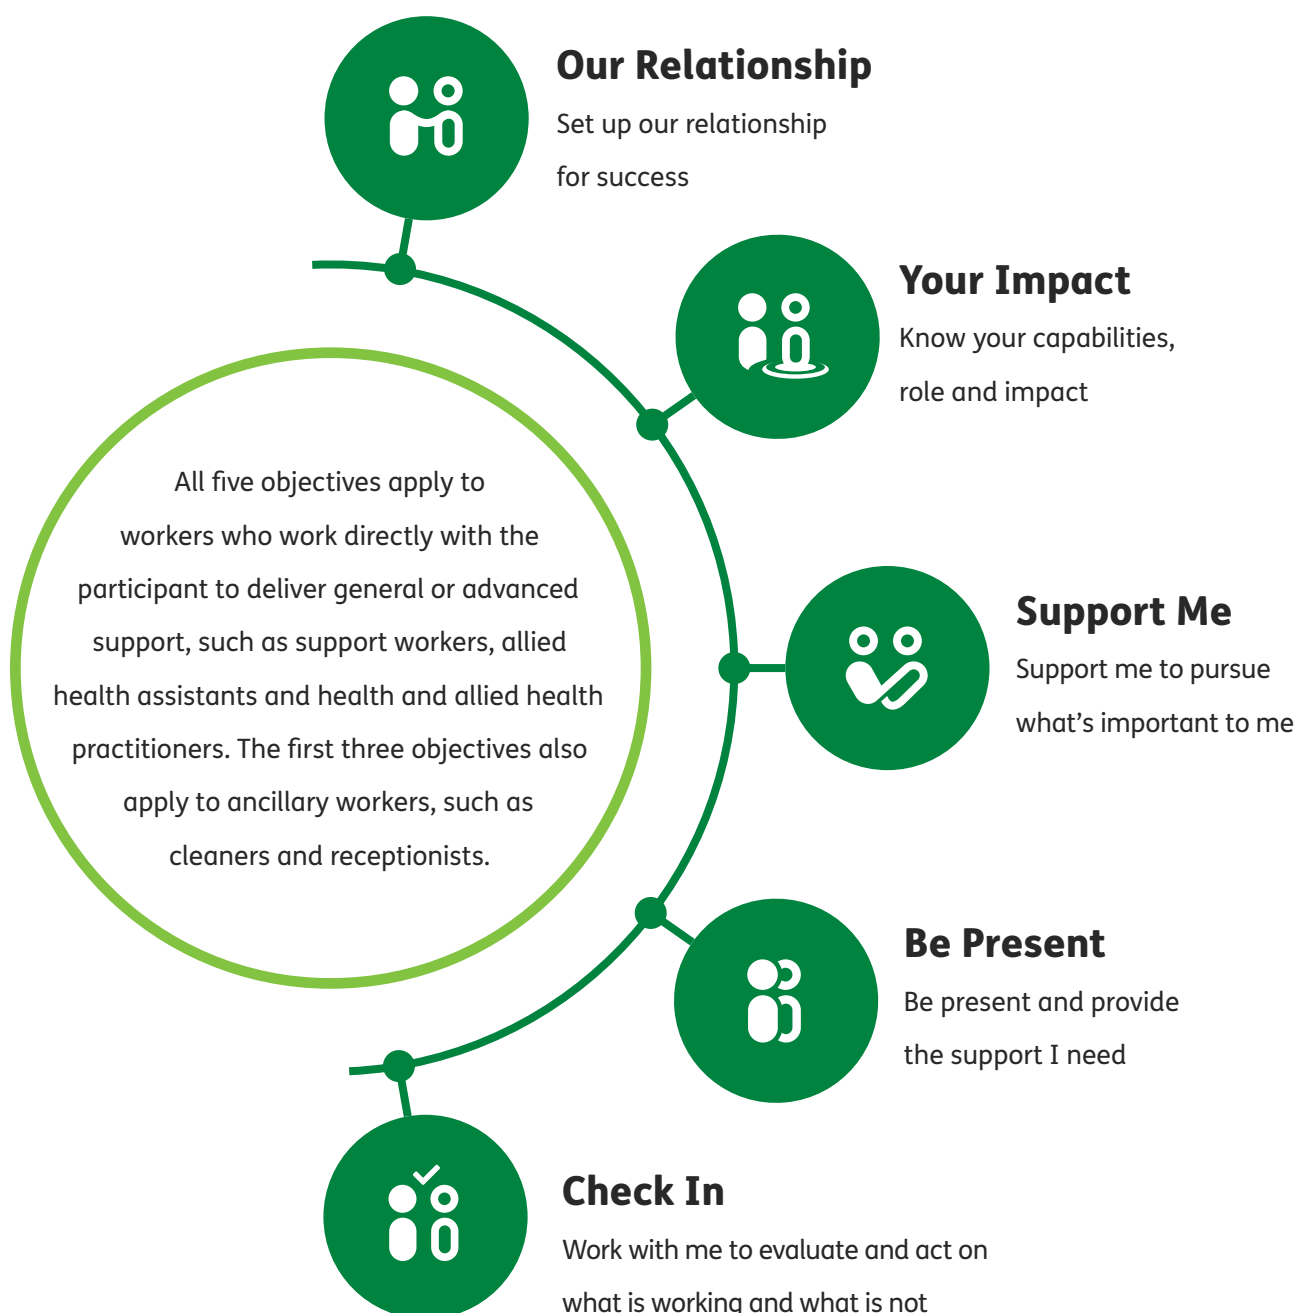 Our Relationship
Set up our relationship
for success
Your Impact
Know your capabilities,
role and impact
All five objectives apply to
workers who work directly with the
participant to deliver general or advanced
support, such as support workers, allied
health assistants and health and allied health
practitioners. The first three objectives also
apply to ancillary workers, such as
cleaners and receptionists.
Support Me
Support me to pursue
what’s important to me
Be Present
Be present and provide
the support I need
Check In
Work with me to evaluate and act on
what is working and what is not